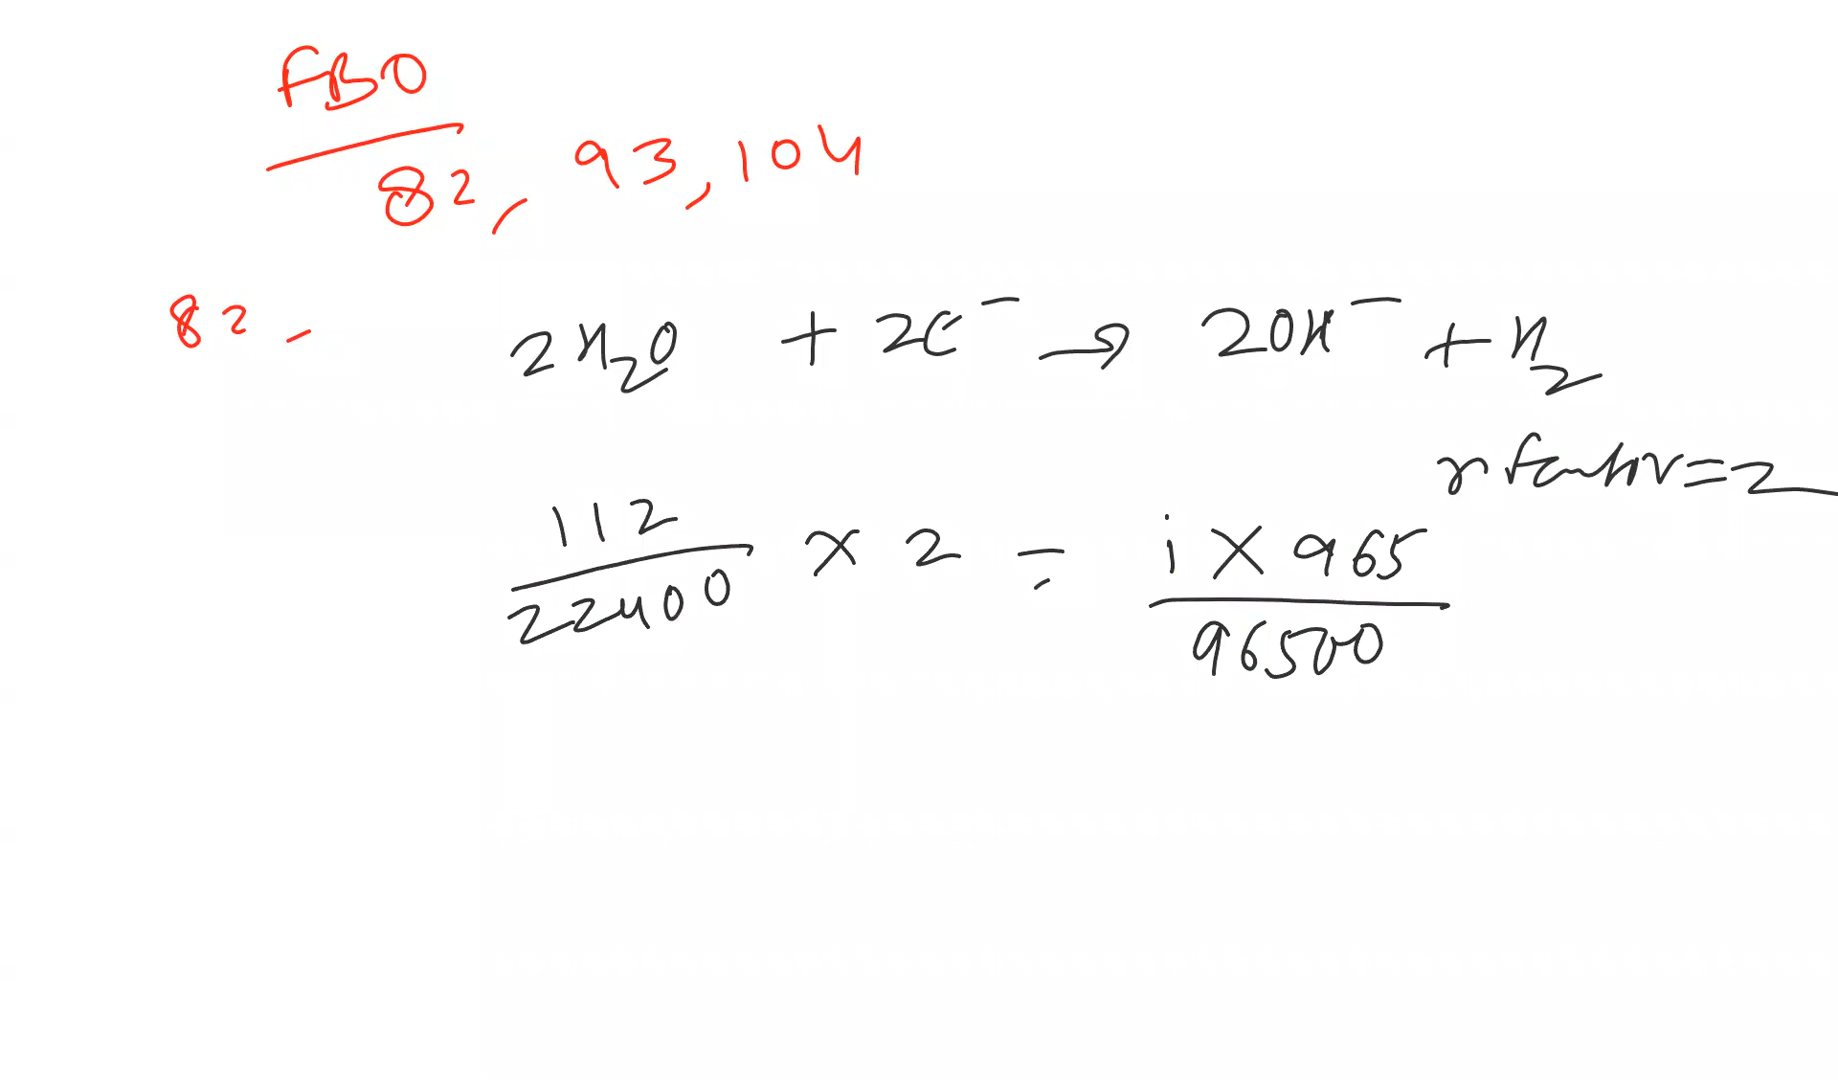 FBO
82, 93, 104
82 -
2H₂O + 2e⁻ → 2OH⁻ + H₂
n factor = 2
112/22400 × 2 = i × 965/96500